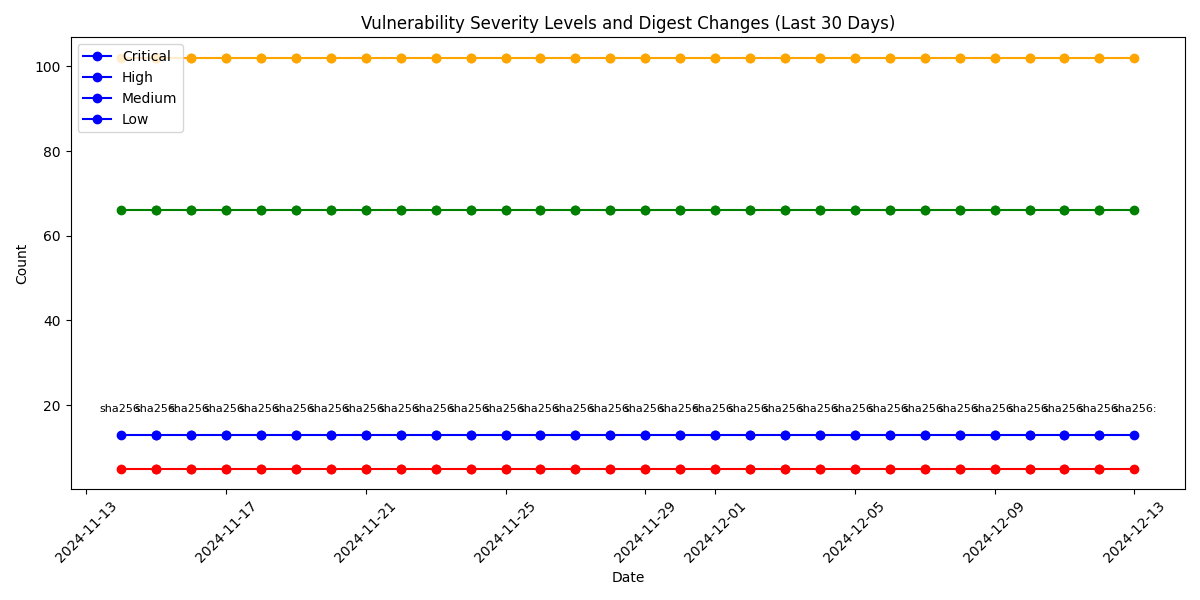 Vulnerability Severity Levels and Digest Changes (Last 30 Days)
Critical
High
Medium
Low
100
80
60
40
20
Count
sha256: sha256: sha256: sha256: sha256: sha256: sha256: sha256: sha256: sha256: sha256: sha256: sha256: sha256: sha256: sha256: sha256: sha256: sha256: sha256: sha256: sha256: sha256: sha256: sha256: sha256: sha256: sha256: sha256: sha256:
2024-11-13
2024-11-17
2024-11-21
2024-11-25
2024-11-29
2024-12-01
2024-12-05
2024-12-09
2024-12-13
Date